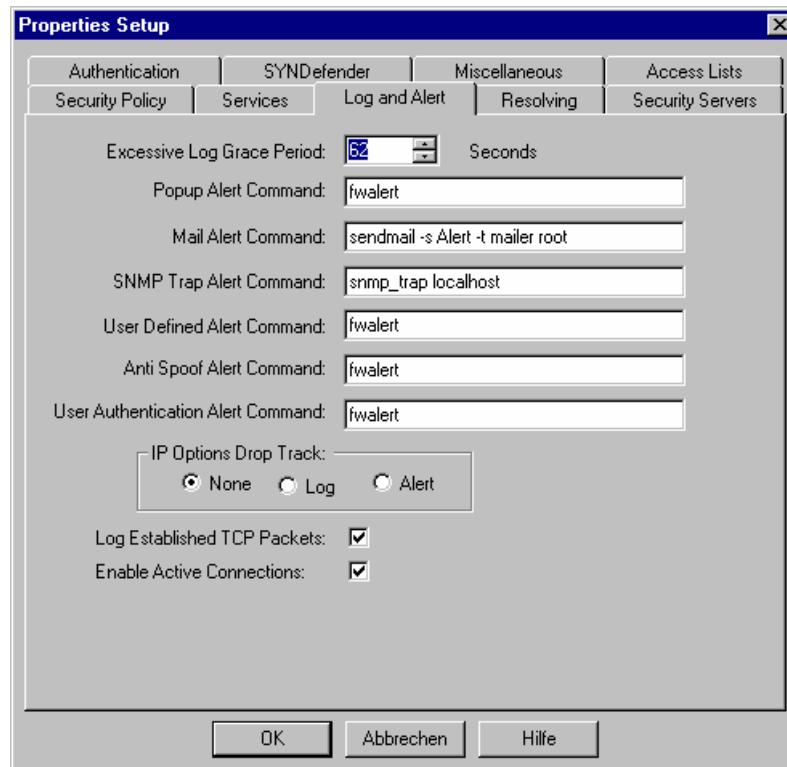 Properties Setup
Authentication SYNDefender Miscellaneous Access Lists
Security Policy Services Log and Alert Resolving Security Servers
Excessive Log Grace Period: 62 Seconds
Popup Alert Command: fwalert
Mail Alert Command: sendmail -s Alert -t mailer root
SNMP Trap Alert Command: snmp_trap localhost
User Defined Alert Command: fwalert
Anti Spoof Alert Command: fwalert
User Authentication Alert Command: fwalert
IP Options Drop Track:
None Log Alert
Log Established TCP Packets:
Enable Active Connections:
OK Abbrechen Hilfe